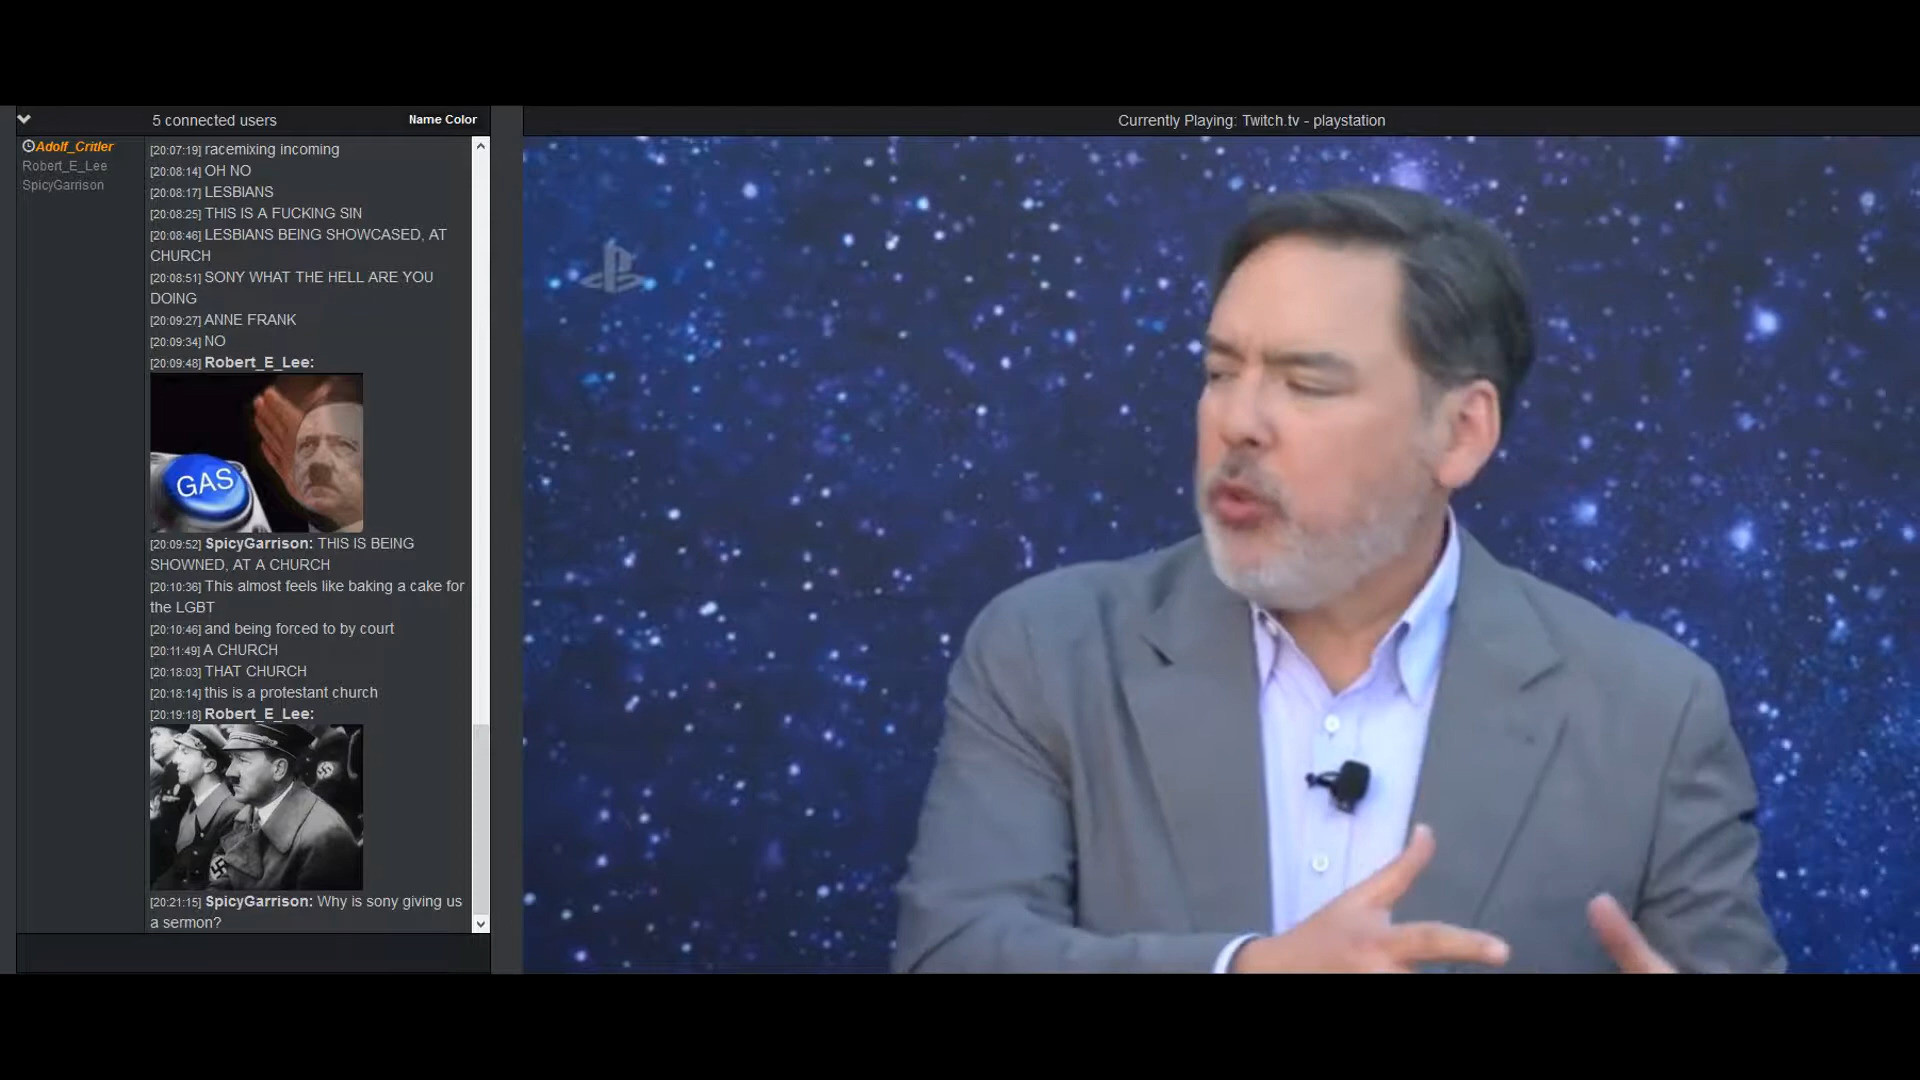 5 connected users
Name Color
Currently Playing: Twitch.tv - playstation
Adolf_Critler
Robert_E_Lee
SpicyGarrison
[20:07:19] racemixing incoming
[20:08:14] OH NO
[20:08:17] LESBIANS
[20:08:25] THIS IS A FUCKING SIN
[20:08:46] LESBIANS BEING SHOWCASED, AT
CHURCH
[20:08:51] SONY WHAT THE HELL ARE YOU
DOING
[20:09:27] ANNE FRANK
[20:09:34] NO
[20:09:48] Robert_E_Lee:
GAS
[20:09:52] SpicyGarrison: THIS IS BEING
SHOWNED, AT A CHURCH
[20:10:36] This almost feels like baking a cake for
the LGBT
[20:10:46] and being forced to by court
[20:11:49] A CHURCH
[20:18:03] THAT CHURCH
[20:18:14] this is a protestant church
[20:19:18] Robert_E_Lee:
[20:21:15] SpicyGarrison: Why is sony giving us
a sermon?